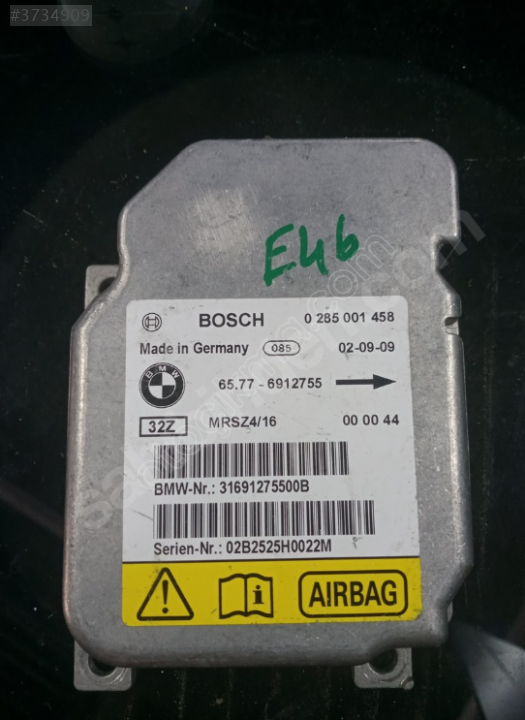 #3734909
E46
BOSCH 0 285 001 458
Made in Germany 085 02-09-09
BMW 65.77 - 6912755
32Z MRSZ4/16 00 00 44
BMW-Nr.: 31691275500B
Serien-Nr.: 02B2525H0022M
AIRBAG